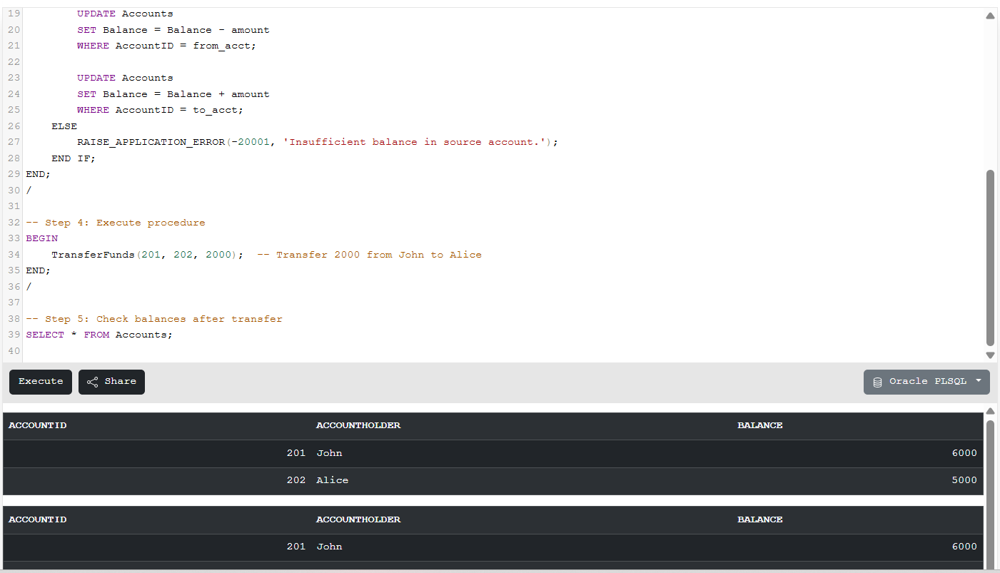 19 UPDATE Accounts
20 SET Balance = Balance - amount
21 WHERE AccountID = from_acct;
22
23 UPDATE Accounts
24 SET Balance = Balance + amount
25 WHERE AccountID = to_acct;
26 ELSE
27 RAISE_APPLICATION_ERROR(-20001, 'Insufficient balance in source account.');
28 END IF;
29 END;
30 /
31
32 -- Step 4: Execute procedure
33 BEGIN
34 TransferFunds(201, 202, 2000);  -- Transfer 2000 from John to Alice
35 END;
36 /
37
38 -- Step 5: Check balances after transfer
39 SELECT * FROM Accounts;
40
Execute Share Oracle PLSQL
ACCOUNTID ACCOUNTHOLDER BALANCE
201 John 6000
202 Alice 5000
ACCOUNTID ACCOUNTHOLDER BALANCE
201 John 6000